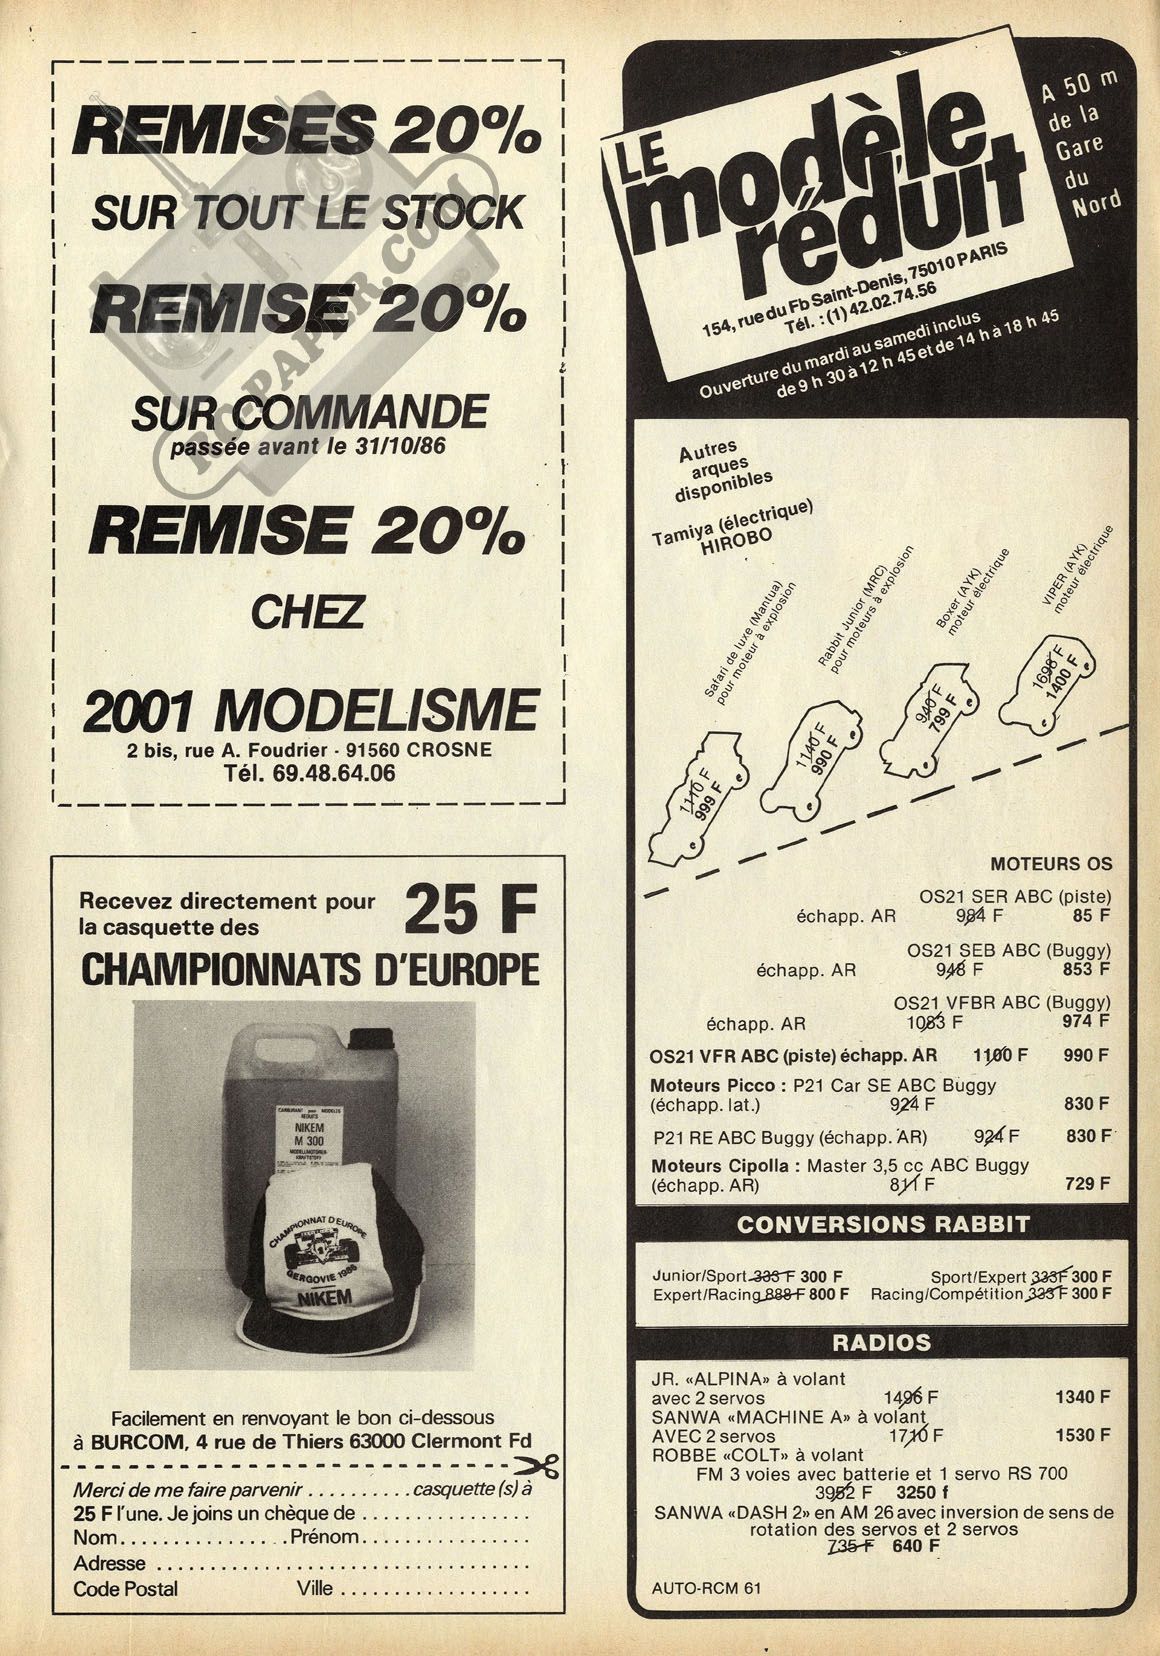 REMISES 20%
SUR TOUT LE STOCK
REMISE 20%
SUR COMMANDE
passée avant le 31/10/86
REMISE 20%
CHEZ
2001 MODELISME
2 bis, rue A. Foudrier - 91560 CROSNE
Tél. 69.48.64.06
RC-PAPER.COM
Recevez directement pour
la casquette des
25 F
CHAMPIONNATS D'EUROPE
CARBURANT pour MODELES
REDUITS
NIKEM
M 300
MODELLMOTOREN
KRAFTSTOFF
CHAMPIONNAT D'EUROPE
GERGOVIE 1986
NIKEM
Facilement en renvoyant le bon ci-dessous
à BURCOM, 4 rue de Thiers 63000 Clermont Fd
Merci de me faire parvenir .......... casquette (s) à
25 F l'une. Je joins un chèque de ................
Nom................Prénom................
Adresse ................................
Code Postal Ville ................
LE
modèle
réduit
A 50 m
de la
Gare
du
Nord
154, rue du Fb Saint-Denis, 75010 PARIS
Tél. : (1) 42.02.74.56
Ouverture du mardi au samedi inclus
de 9 h 30 à 12 h 45 et de 14 h à 18 h 45
Autres
arques
disponibles
Tamiya (électrique)
HIROBO
Safari de luxe (Mantua)
pour moteur à explosion
1110 F
999 F
Rabbit Junior (MRC)
pour moteurs à explosion
1140 F
990 F
Boxer (AYK)
moteur électrique
940 F
799 F
VIPER (AYK)
moteur électrique
1698 F
1400 F
MOTEURS OS
OS21 SER ABC (piste)
échapp. AR 984 F 85 F
OS21 SEB ABC (Buggy)
échapp. AR 948 F 853 F
OS21 VFBR ABC (Buggy)
échapp. AR 1083 F 974 F
OS21 VFR ABC (piste) échapp. AR 1100 F 990 F
Moteurs Picco : P21 Car SE ABC Buggy
(échapp. lat.) 924 F 830 F
P21 RE ABC Buggy (échapp. AR) 924 F 830 F
Moteurs Cipolla : Master 3,5 cc ABC Buggy
(échapp. AR) 811 F 729 F
CONVERSIONS RABBIT
Junior/Sport 333 F 300 F Sport/Expert 333F 300 F
Expert/Racing 888 F 800 F Racing/Compétition 333 F 300 F
RADIOS
JR. «ALPINA» à volant
avec 2 servos 1496 F 1340 F
SANWA «MACHINE A» à volant
AVEC 2 servos 1710 F 1530 F
ROBBE «COLT» à volant
FM 3 voies avec batterie et 1 servo RS 700
3952 F 3250 f
SANWA «DASH 2» en AM 26 avec inversion de sens de
rotation des servos et 2 servos
735 F 640 F
AUTO-RCM 61